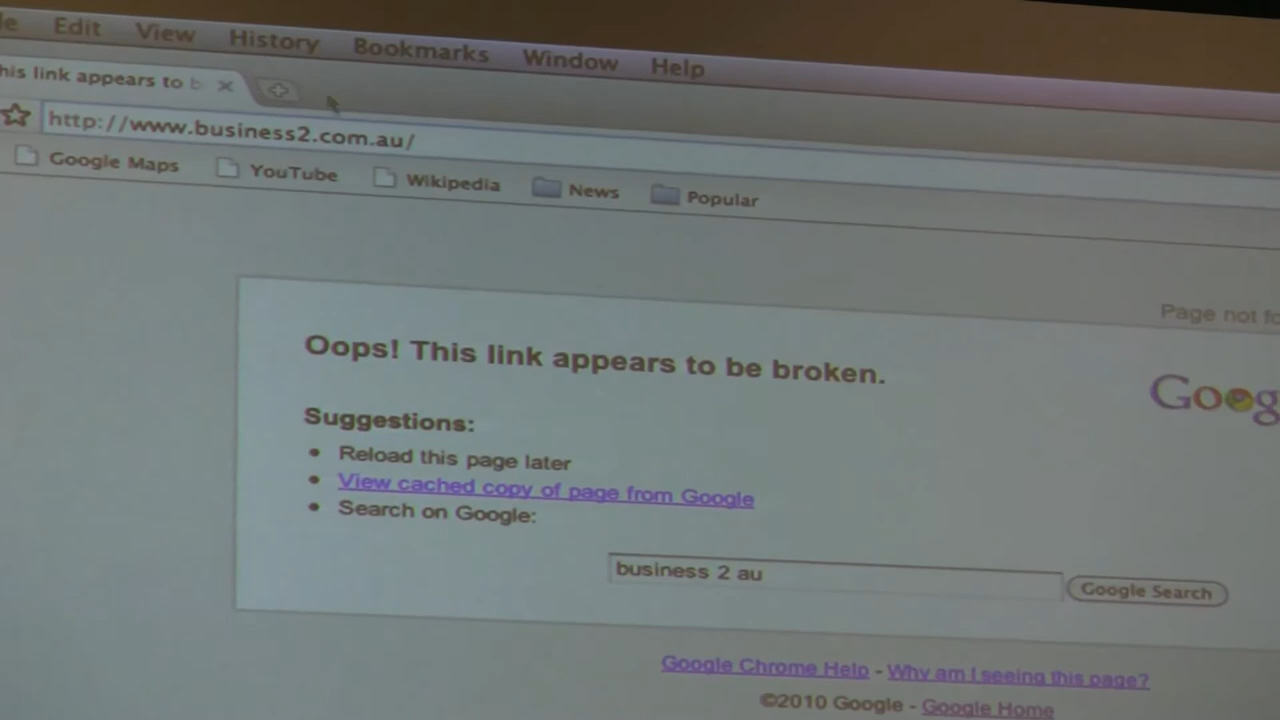 Edit View History Bookmarks Window Help
his link appears to b
http://www.business2.com.au/
Google Maps YouTube Wikipedia News Popular
Page not fo
Oops! This link appears to be broken.
Goog
Suggestions:
• Reload this page later
• View cached copy of page from Google
• Search on Google:
business 2 au Google Search
Google Chrome Help - Why am I seeing this page?
©2010 Google - Google Home